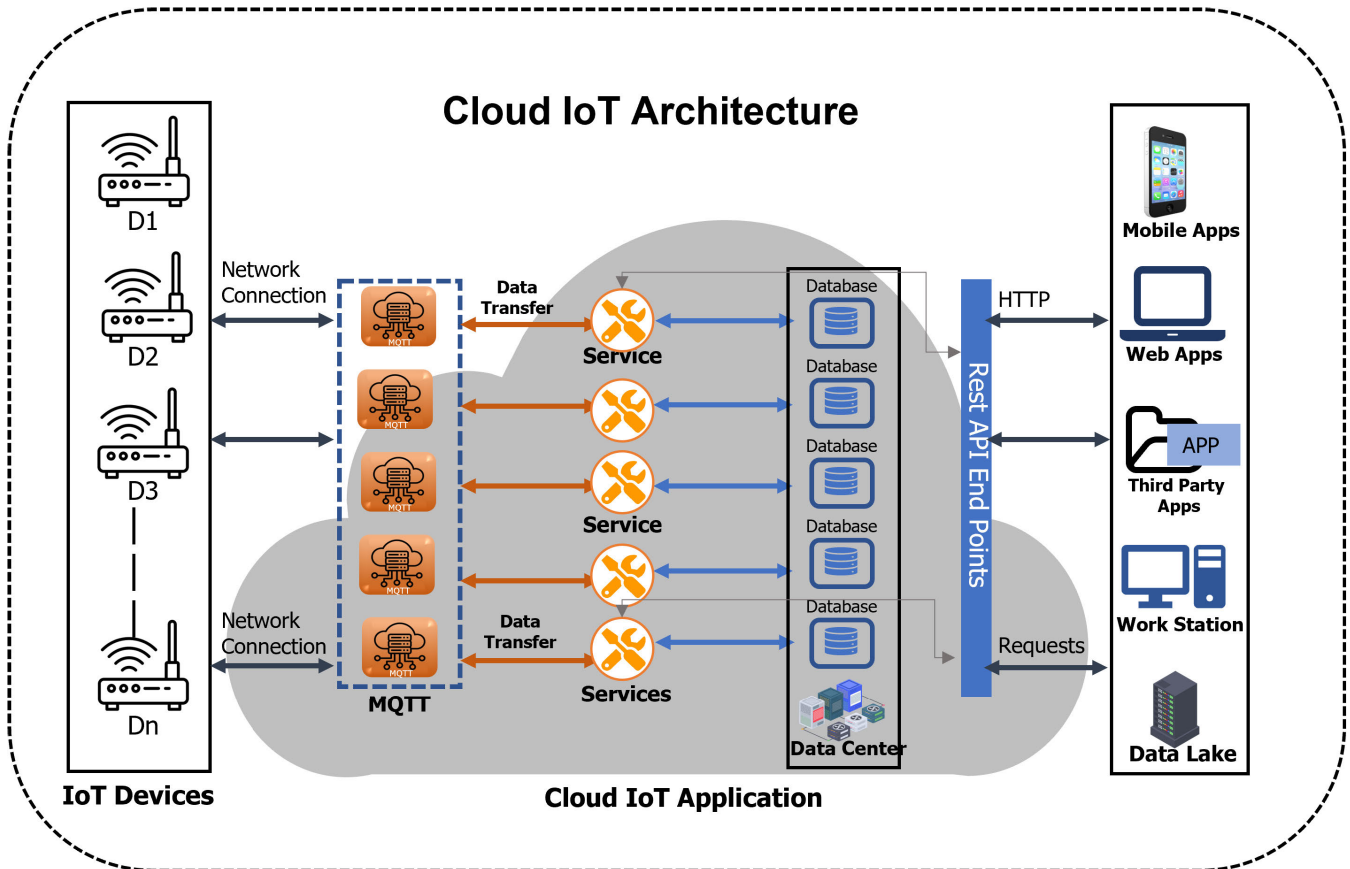 Cloud IoT Architecture
D1
D2
D3
Dn
IoT Devices
Network
Connection
Network
Connection
MQTT
MQTT
MQTT
MQTT
MQTT
MQTT
Data
Transfer
Data
Transfer
Service
Service
Services
Database
Database
Database
Database
Database
Data Center
Cloud IoT Application
Rest API End Points
HTTP
Requests
Mobile Apps
Web Apps
APP
Third Party
Apps
Work Station
Data Lake